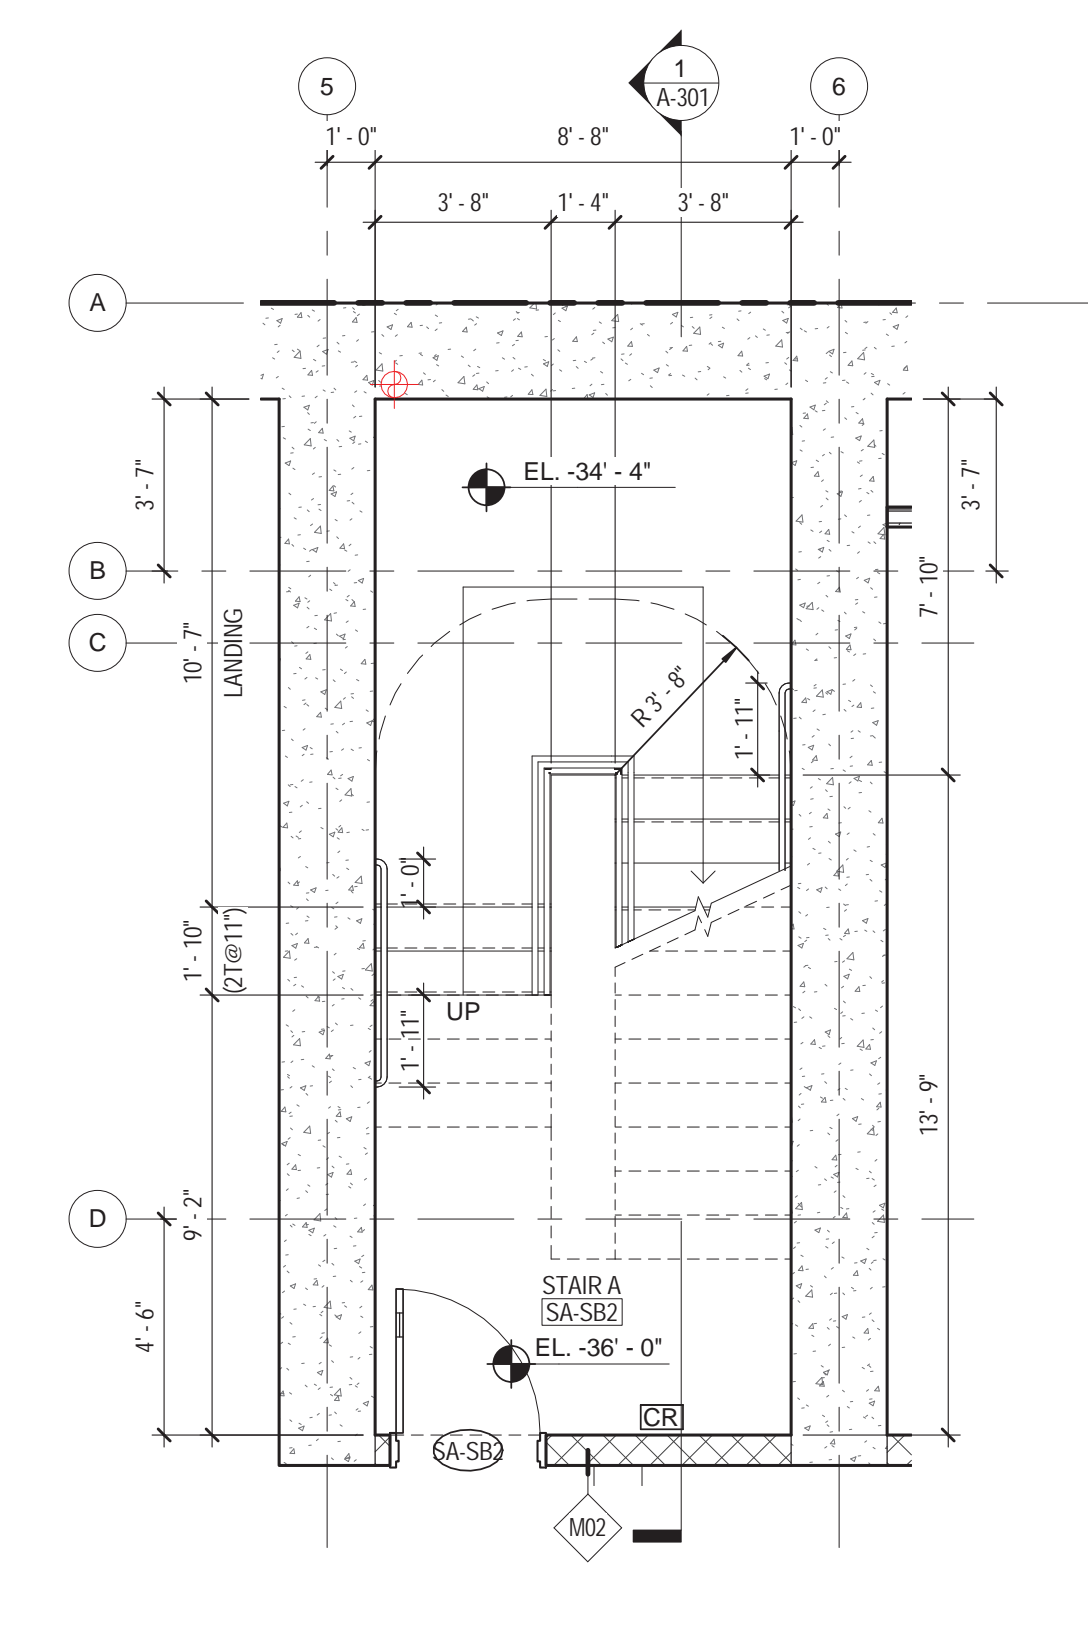 5
1
A-301
6
1' - 0"
8' - 8"
1' - 0"
3' - 8"
1' - 4"
3' - 8"
A
EL. -34' - 4"
3' - 7"
3' - 7"
B
7' - 10"
C
10' - 7"
LANDING
R 3' - 8"
1' - 11"
1' - 0"
1' - 10"
(2T@11")
UP
1' - 11"
13' - 9"
D
9' - 2"
4' - 6"
STAIR A
SA-SB2
EL. -36' - 0"
CR
SA-SB2
M02